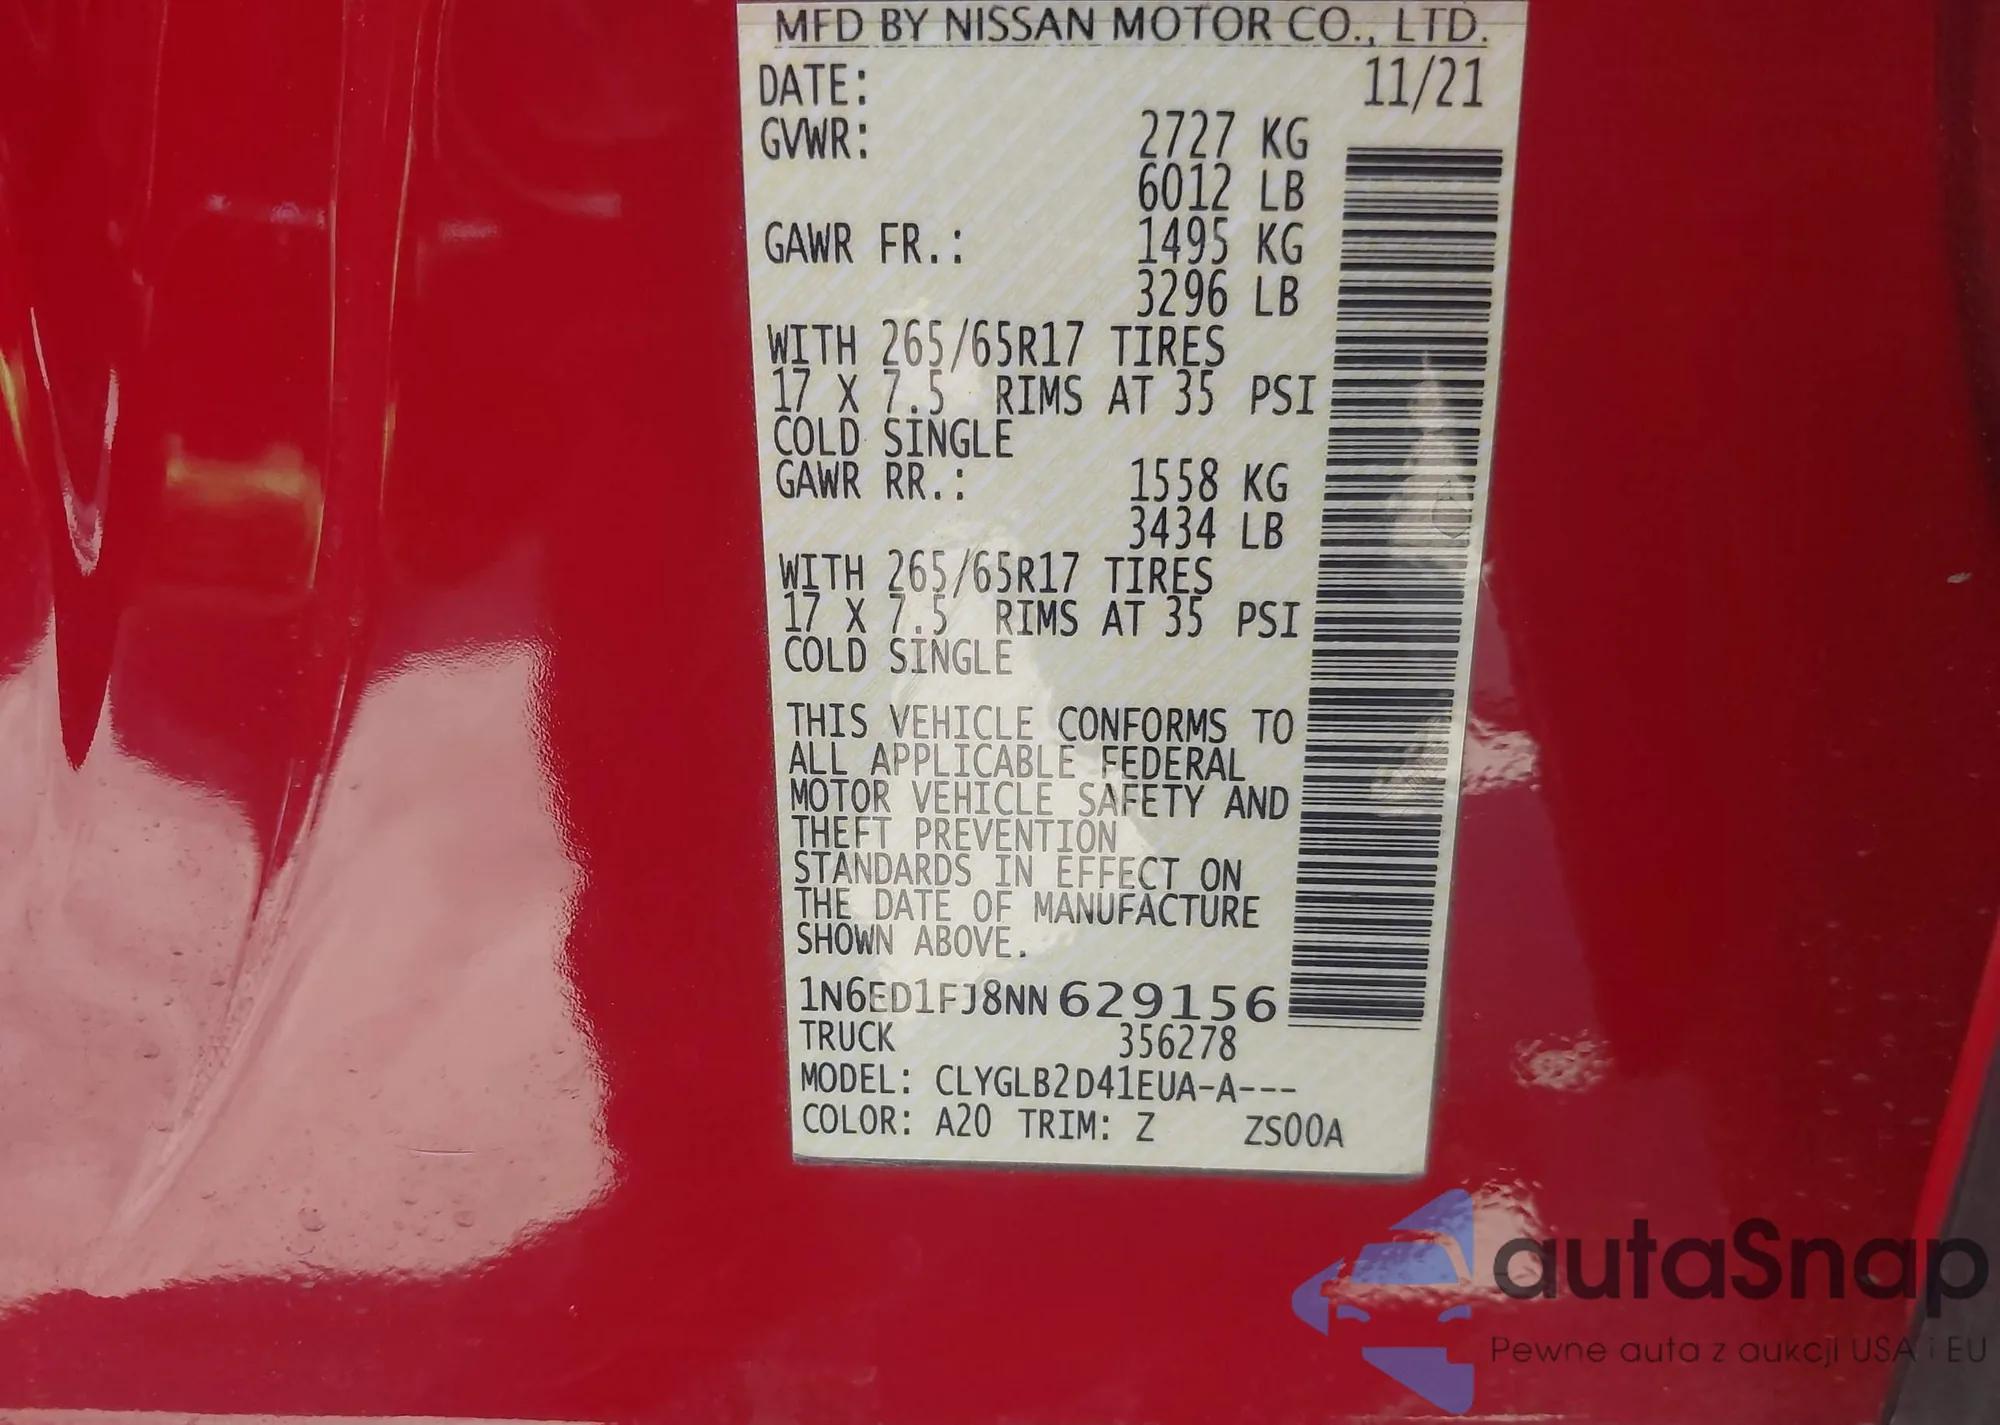 MFD BY NISSAN MOTOR CO., LTD.
DATE: 11/21
GVWR: 2727 KG
6012 LB
GAWR FR.: 1495 KG
3296 LB
WITH 265/65R17 TIRES
17 X 7.5 RIMS AT 35 PSI
COLD SINGLE
GAWR RR.: 1558 KG
3434 LB
WITH 265/65R17 TIRES
17 X 7.5 RIMS AT 35 PSI
COLD SINGLE
THIS VEHICLE CONFORMS TO
ALL APPLICABLE FEDERAL
MOTOR VEHICLE SAFETY AND
THEFT PREVENTION
STANDARDS IN EFFECT ON
THE DATE OF MANUFACTURE
SHOWN ABOVE.
1N6ED1FJ8NN629156
TRUCK 356278
MODEL: CLYGLB2D41EUA-A---
COLOR: A20 TRIM: Z ZS00A
autaSnap
Pewne auta z aukcji USA i EU